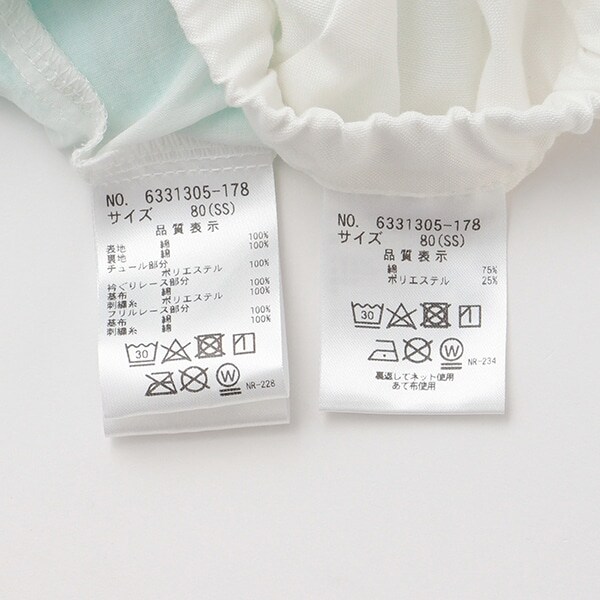 NO. 6331305-178
サイズ 80(SS)
品質表示
表地 綿 100%
裏地 綿 100%
チュール部分
ポリエステル 100%
衿ぐりレース部分
基布 綿 100%
刺繍糸 ポリエステル 100%
フリルレース部分
基布 綿 100%
刺繍糸 綿 100%
30
W
NR-228
NO. 6331305-178
サイズ 80(SS)
品質表示
綿 75%
ポリエステル 25%
30
W
NR-234
裏返してネット使用
あて布使用